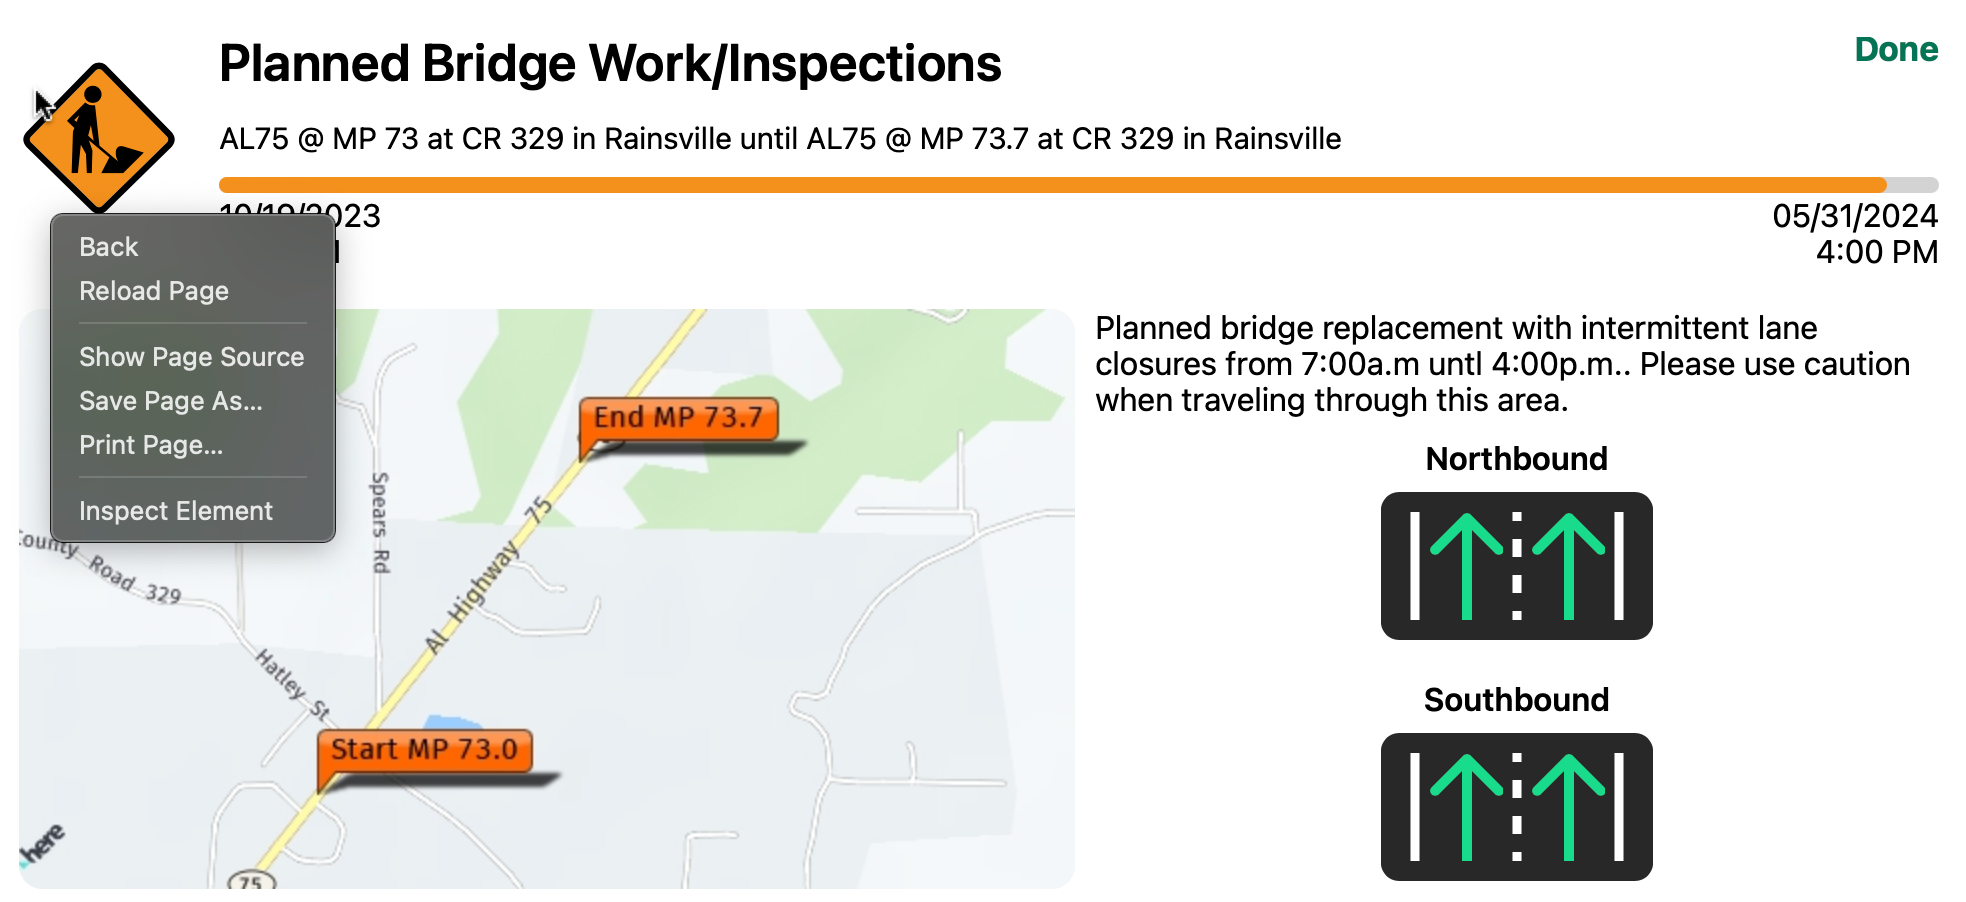 Planned Bridge Work/Inspections
Done
AL75 @ MP 73 at CR 329 in Rainsville until AL75 @ MP 73.7 at CR 329 in Rainsville
10/19/2023
05/31/2024
4:00 PM
Back
Reload Page
Show Page Source
Save Page As...
Print Page...
Inspect Element
Planned bridge replacement with intermittent lane
closures from 7:00a.m untl 4:00p.m.. Please use caution
when traveling through this area.
Northbound
Southbound
End MP 73.7
Spears Rd
Al Highway 75
County Road 329
Hatley St
Start MP 73.0
here
75